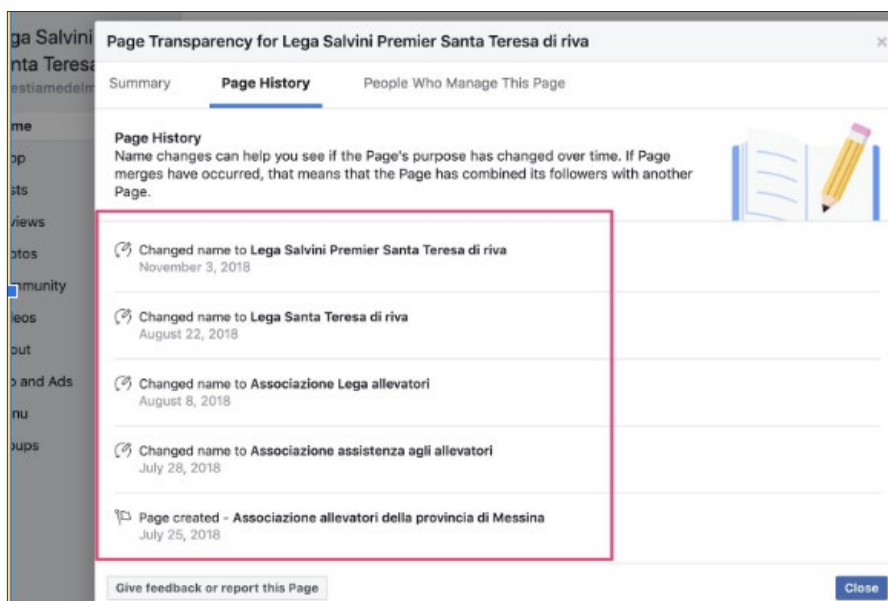 ga Salvini
nta Teresa
estiamedelm
me
op
sts
views
otos
mmunity
eos
out
o and Ads
nu
oups
Page Transparency for Lega Salvini Premier Santa Teresa di riva
Summary Page History People Who Manage This Page
Page History
Name changes can help you see if the Page's purpose has changed over time. If Page
merges have occurred, that means that the Page has combined its followers with another
Page.
Changed name to Lega Salvini Premier Santa Teresa di riva
November 3, 2018
Changed name to Lega Santa Teresa di riva
August 22, 2018
Changed name to Associazione Lega allevatori
August 8, 2018
Changed name to Associazione assistenza agli allevatori
July 28, 2018
Page created - Associazione allevatori della provincia di Messina
July 25, 2018
Give feedback or report this Page Close